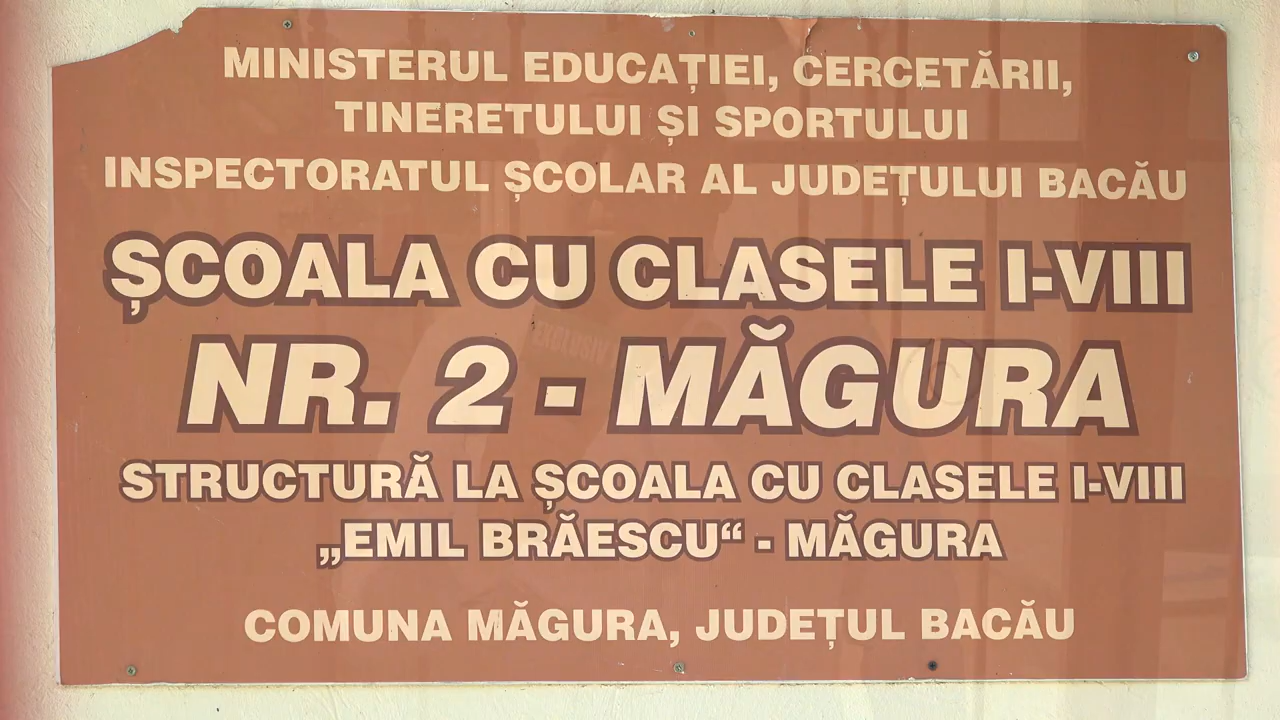 MINISTERUL EDUCAȚIEI, CERCETĂRII,
TINERETULUI ȘI SPORTULUI
INSPECTORATUL ȘCOLAR AL JUDEȚULUI BACĂU
ȘCOALA CU CLASELE I-VIII
NR. 2 - MĂGURA
STRUCTURĂ LA ȘCOALA CU CLASELE I-VIII
„EMIL BRĂESCU“ - MĂGURA
COMUNA MĂGURA, JUDEȚUL BACĂU